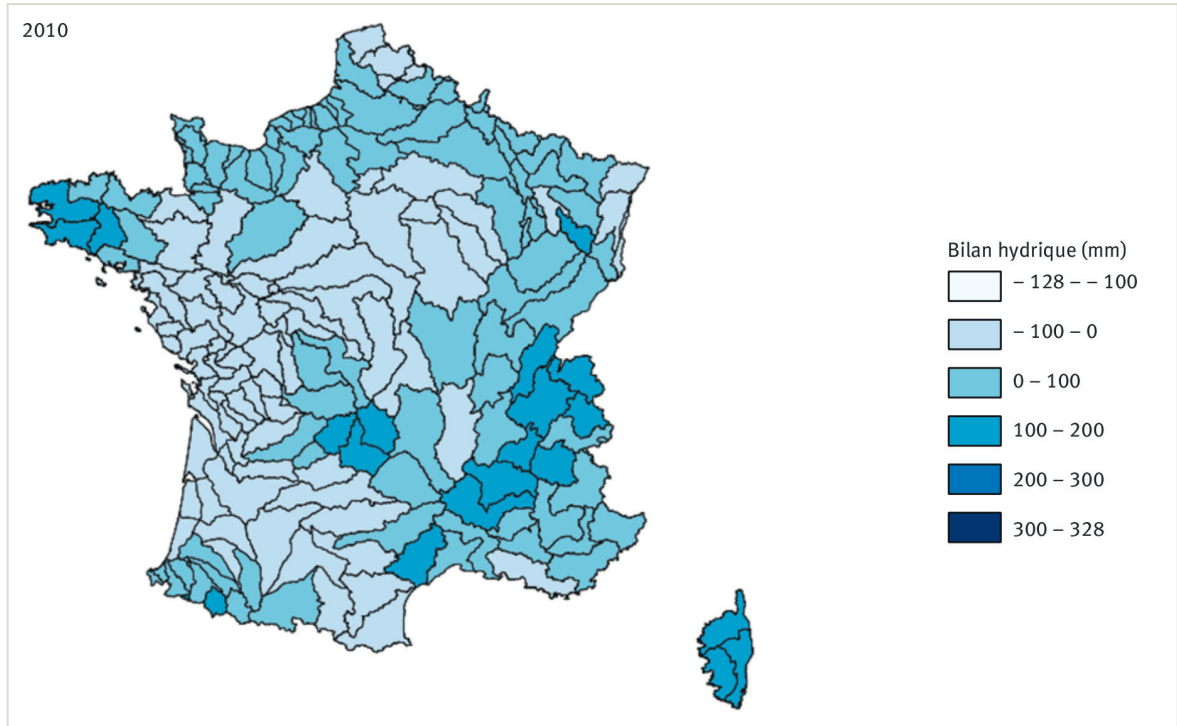 2010
Bilan hydrique (mm)
– 128 – – 100
– 100 – 0
0 – 100
100 – 200
200 – 300
300 – 328